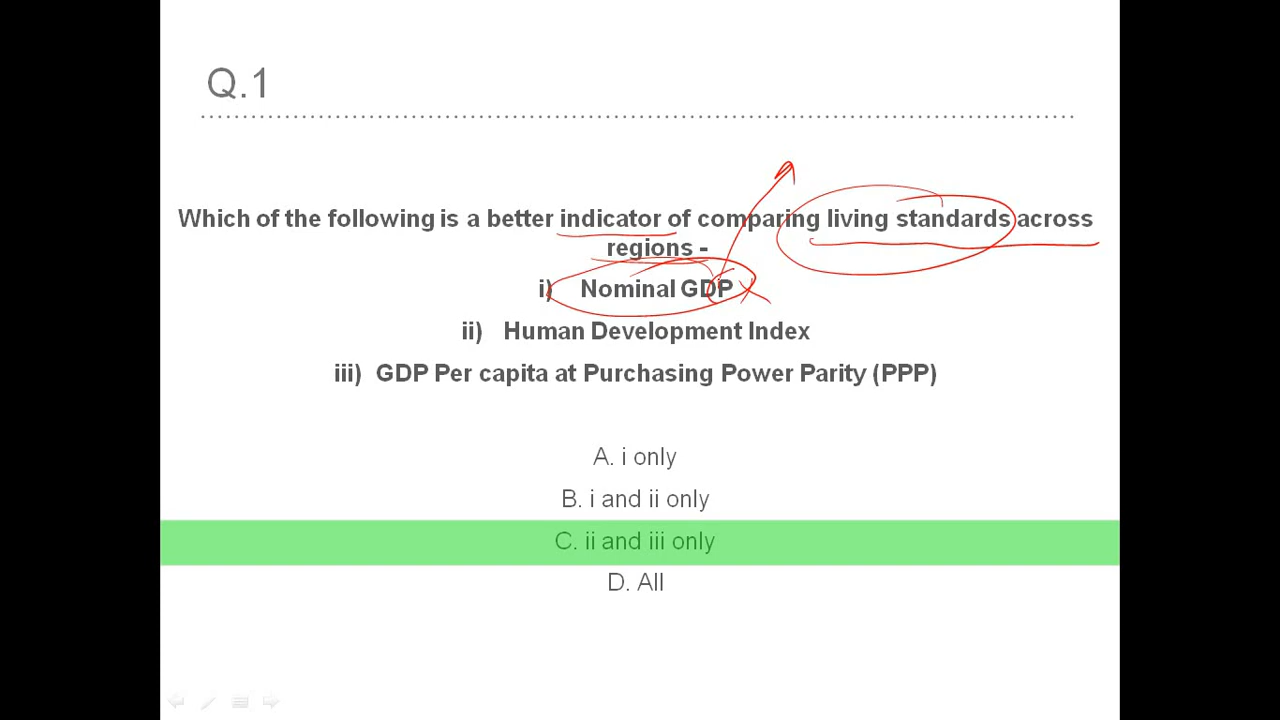 Q.1
Which of the following is a better indicator of comparing living standards across
regions -
i) Nominal GDP
ii) Human Development Index
iii) GDP Per capita at Purchasing Power Parity (PPP)
A. i only
B. i and ii only
C. ii and iii only
D. All